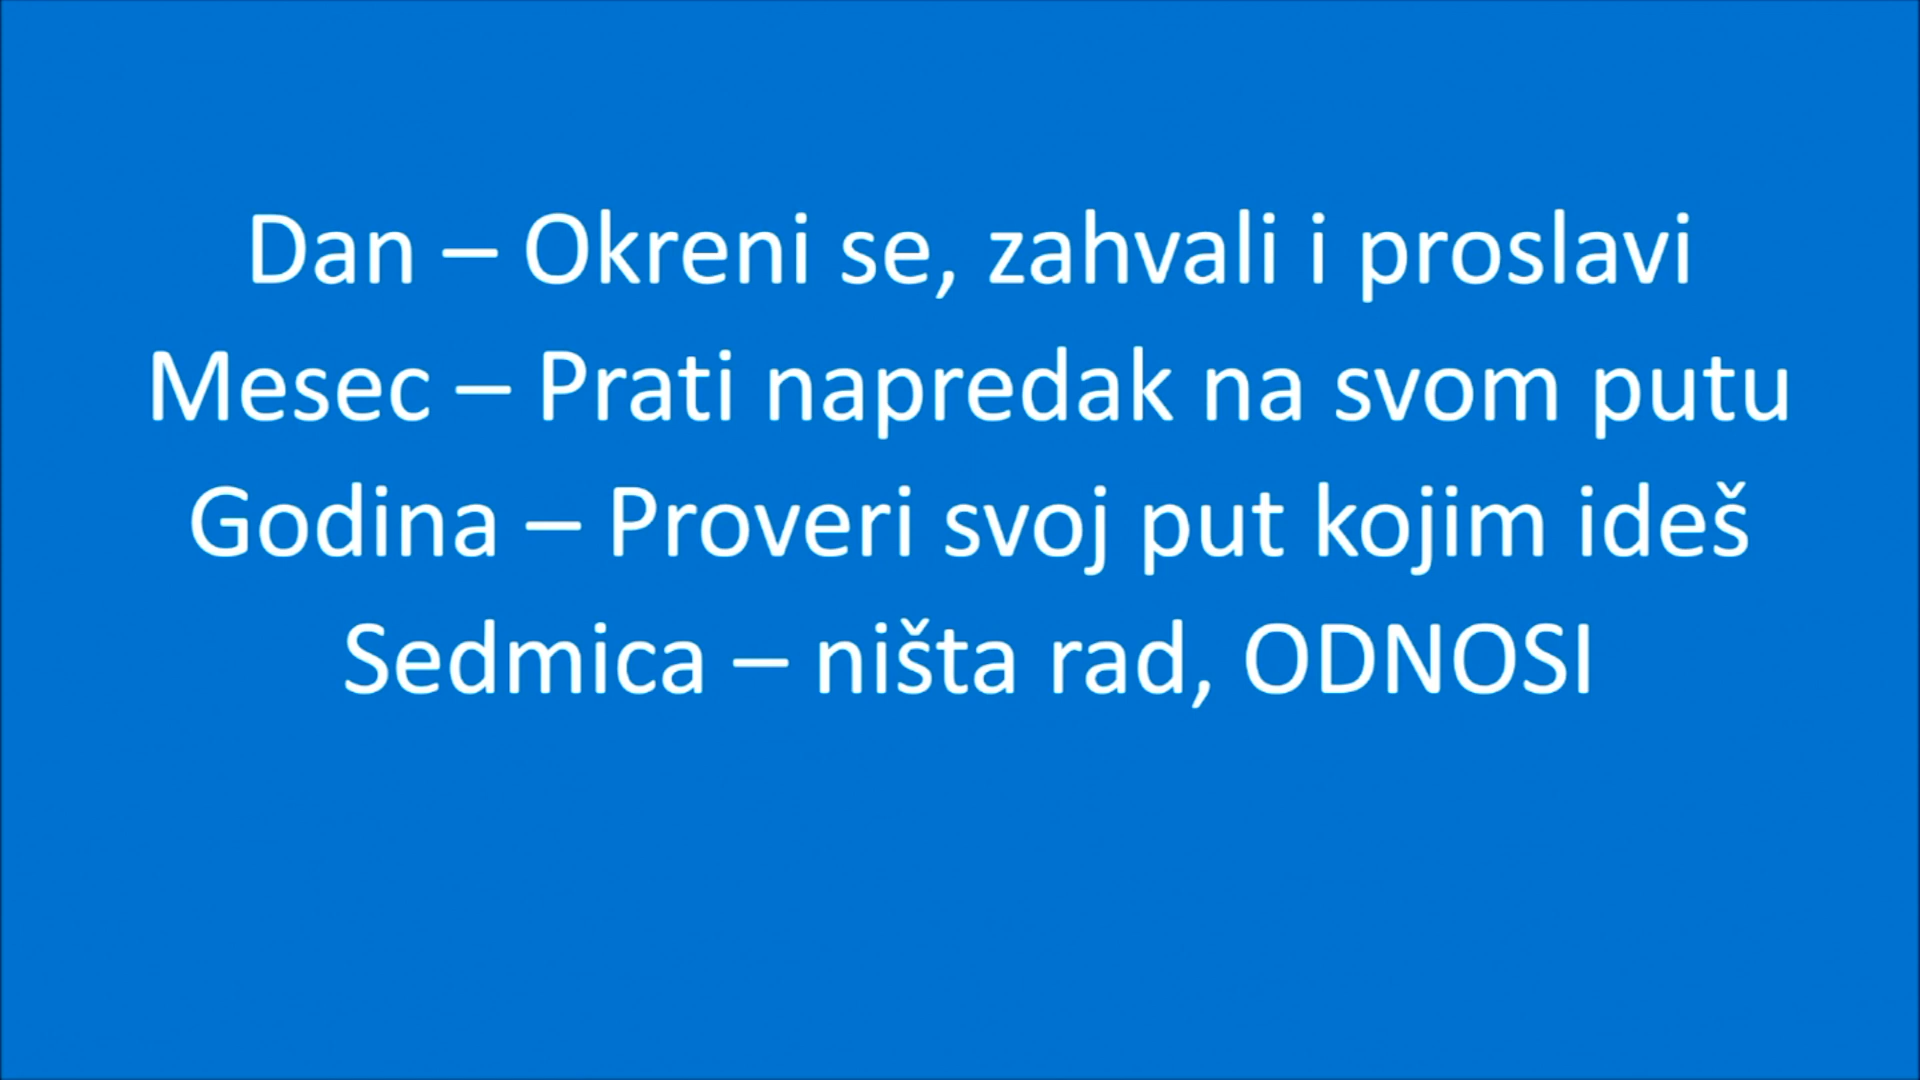 Dan – Okreni se, zahvali i proslavi
Mesec – Prati napredak na svom putu
Godina – Proveri svoj put kojim ideš
Sedmica – ništa rad, ODNOSI